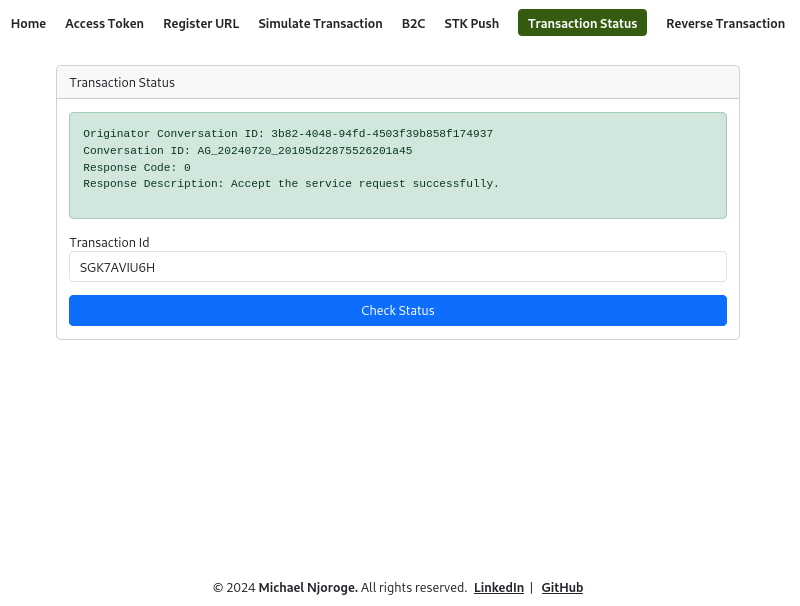 Home Access Token Register URL Simulate Transaction B2C STK Push Transaction Status Reverse Transaction
Transaction Status
Originator Conversation ID: 3b82-4048-94fd-4503f39b858f174937
Conversation ID: AG_20240720_20105d22875526201a45
Response Code: 0
Response Description: Accept the service request successfully.
Transaction Id
SGK7AVIU6H
Check Status
© 2024 Michael Njoroge. All rights reserved. LinkedIn | GitHub